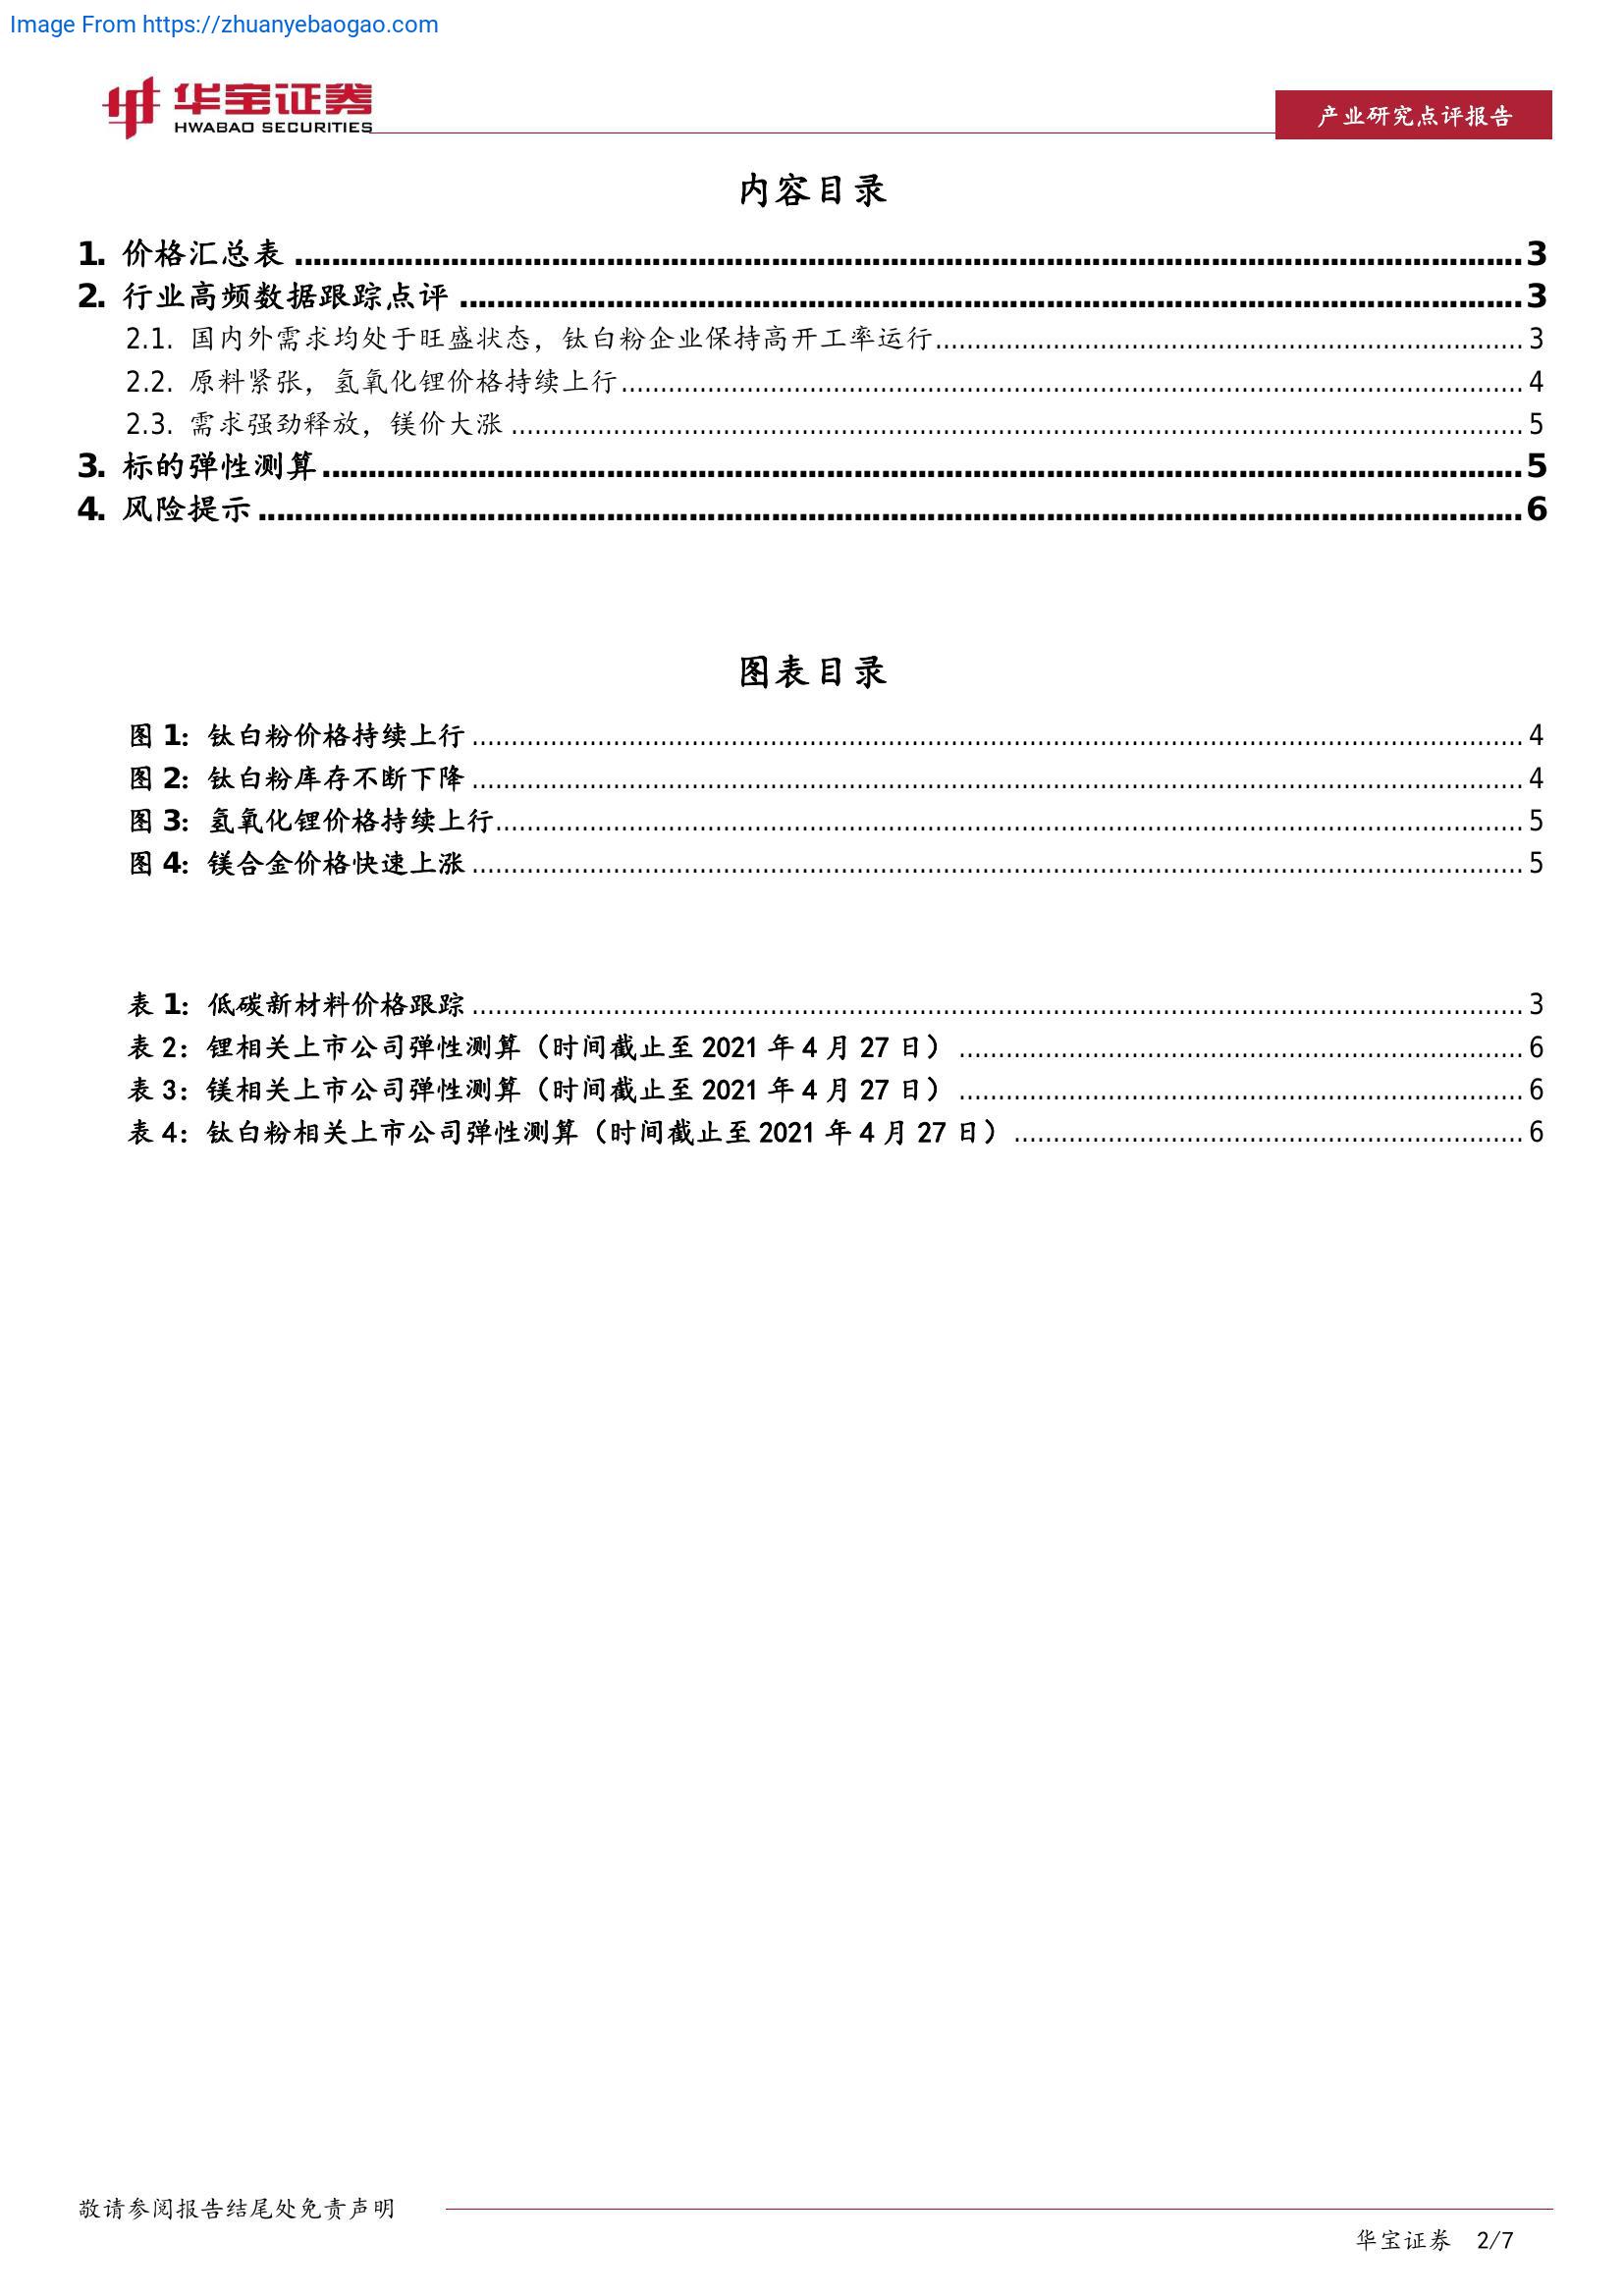 Image From https://zhuanyebaogao.com
华宝证券
HWABAO SECURITIES
产业研究点评报告
内容目录
1. 价格汇总表 3
2. 行业高频数据跟踪点评 3
2.1. 国内外需求均处于旺盛状态，钛白粉企业保持高开工率运行 3
2.2. 原料紧张，氢氧化锂价格持续上行 4
2.3. 需求强劲释放，镁价大涨 5
3. 标的弹性测算 5
4. 风险提示 6
图表目录
图 1：钛白粉价格持续上行 4
图 2：钛白粉库存不断下降 4
图 3：氢氧化锂价格持续上行 5
图 4：镁合金价格快速上涨 5
表 1：低碳新材料价格跟踪 3
表 2：锂相关上市公司弹性测算（时间截止至 2021 年 4 月 27 日） 6
表 3：镁相关上市公司弹性测算（时间截止至 2021 年 4 月 27 日） 6
表 4：钛白粉相关上市公司弹性测算（时间截止至 2021 年 4 月 27 日） 6
敬请参阅报告结尾处免责声明
华宝证券 2/7